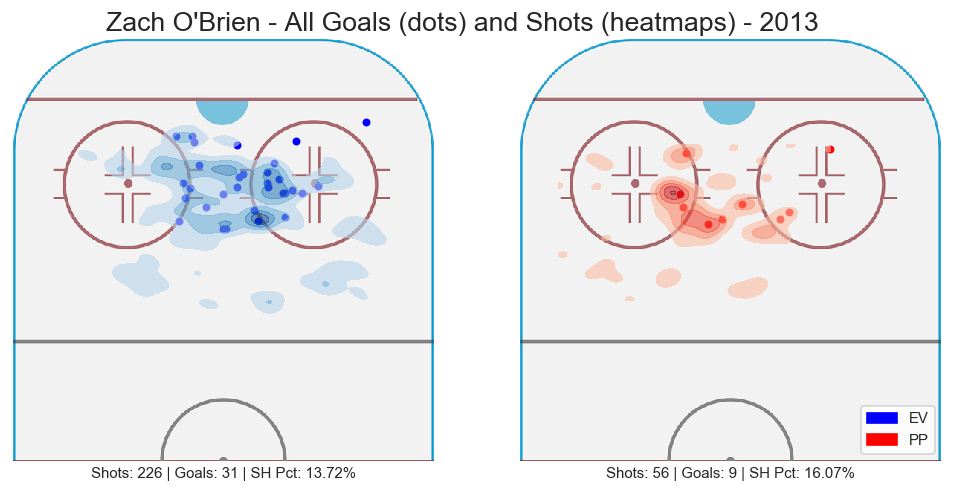 Zach O'Brien - All Goals (dots) and Shots (heatmaps) - 2013
EV
PP
Shots: 226 | Goals: 31 | SH Pct: 13.72%
Shots: 56 | Goals: 9 | SH Pct: 16.07%